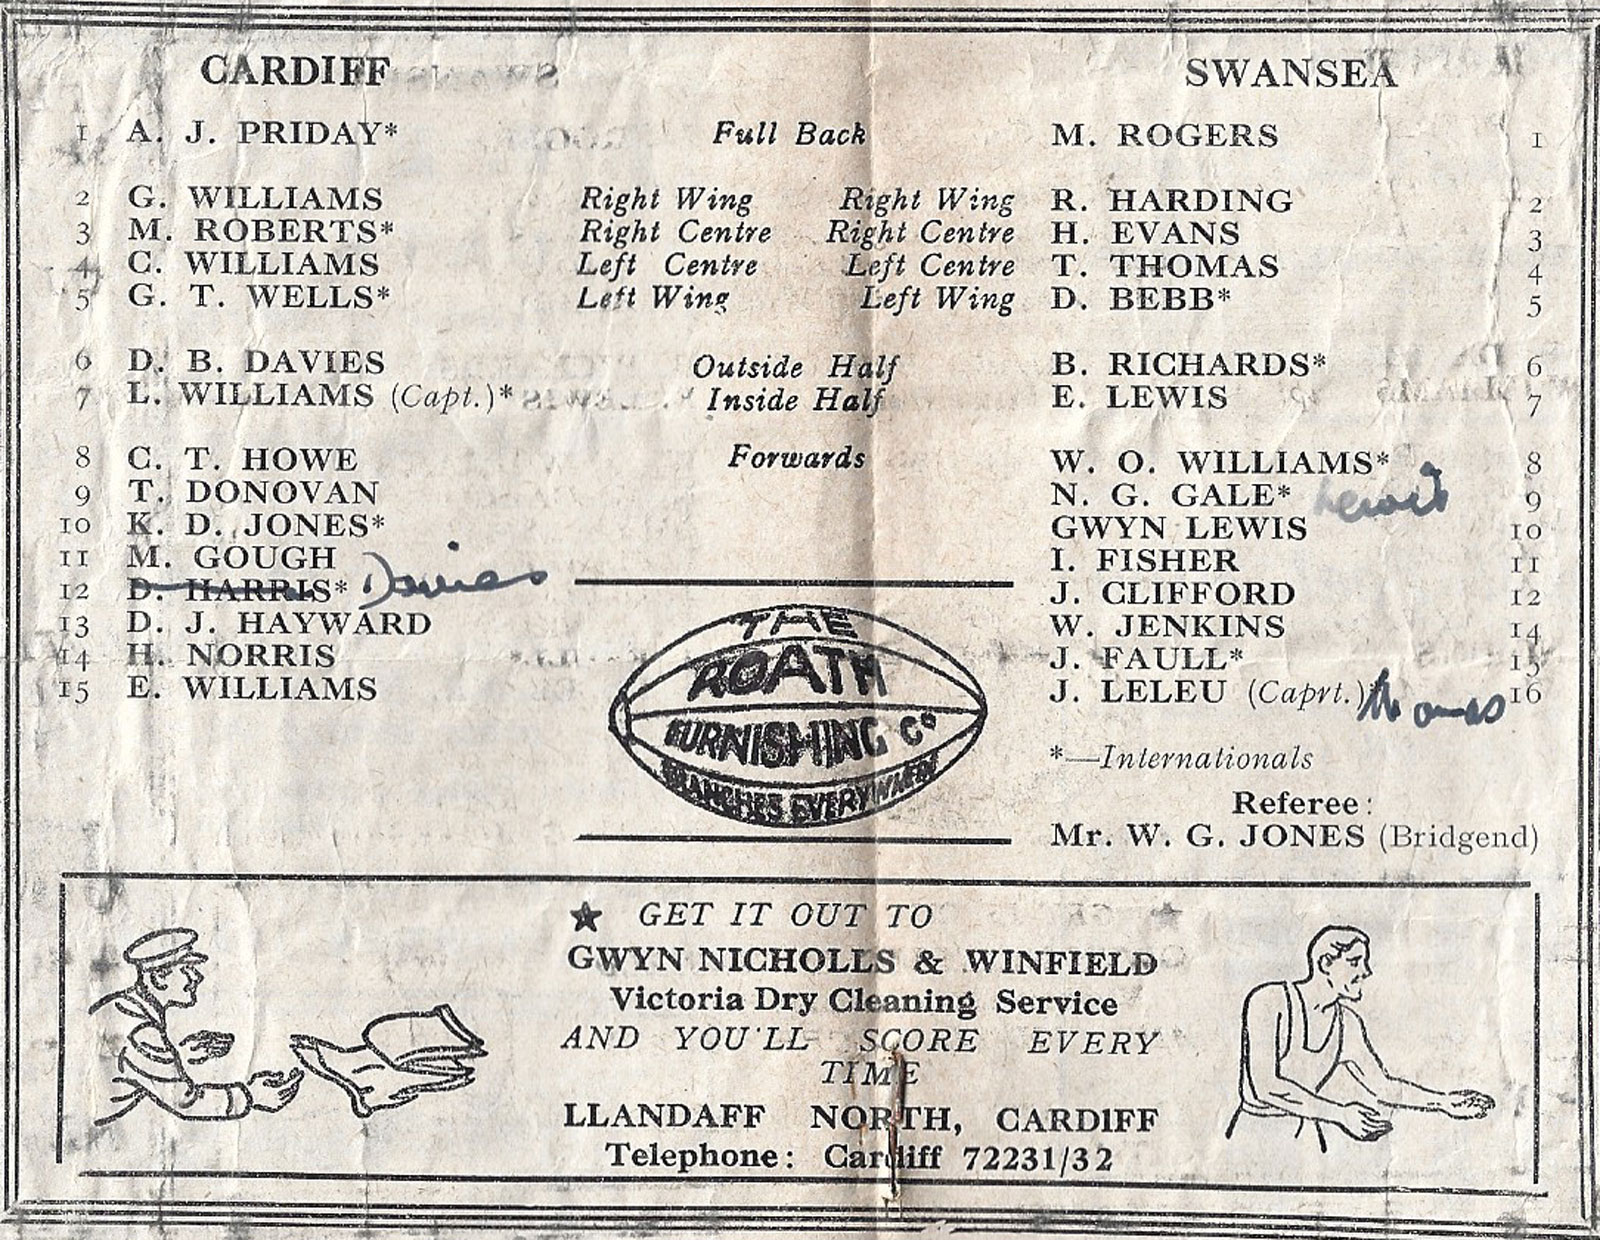 CARDIFF SWANSEA
1 A. J. PRIDAY* Full Back M. ROGERS 1
2 G. WILLIAMS Right Wing Right Wing R. HARDING 2
3 M. ROBERTS* Right Centre Right Centre H. EVANS 3
4 C. WILLIAMS Left Centre Left Centre T. THOMAS 4
5 G. T. WELLS* Left Wing Left Wing D. BEBB* 5
6 D. B. DAVIES Outside Half B. RICHARDS* 6
7 L. WILLIAMS (Capt.)* Inside Half E. LEWIS 7
8 C. T. HOWE Forwards W. O. WILLIAMS* 8
9 T. DONOVAN N. G. GALE* Lewis 9
10 K. D. JONES* GWYN LEWIS 10
11 M. GOUGH I. FISHER 11
12 D. HARRIS* Davies J. CLIFFORD 12
13 D. J. HAYWARD W. JENKINS 14
14 H. NORRIS J. FAULL* 15
15 E. WILLIAMS J. LELEU (Caprt.) thomas 16
THE
ROATH
FURNISHING Co
BRANCHES EVERYWHERE
*—Internationals
Referee:
Mr. W. G. JONES (Bridgend)
★ GET IT OUT TO
GWYN NICHOLLS & WINFIELD
Victoria Dry Cleaning Service
AND YOU'LL SCORE EVERY
TIME
LLANDAFF NORTH, CARDIFF
Telephone: Cardiff 72231/32